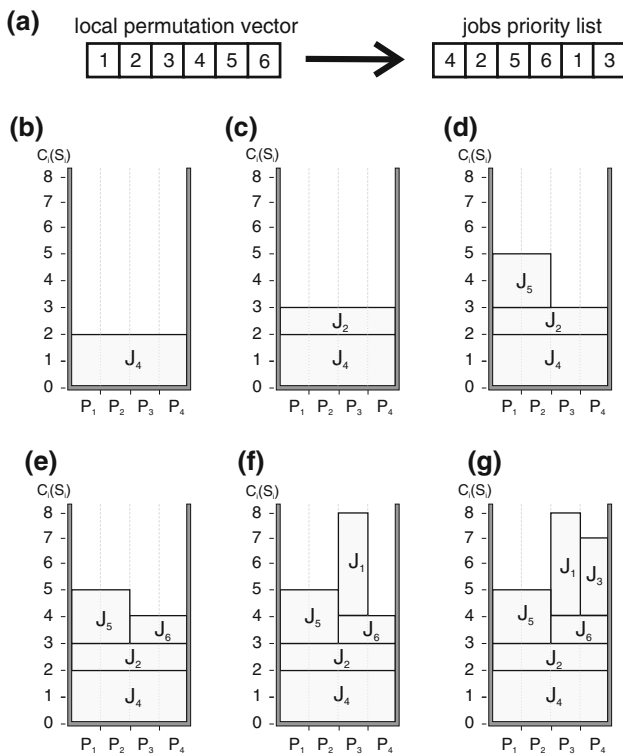 (a) local permutation vector jobs priority list
1 2 3 4 5 6 4 2 5 6 1 3
(b) (c) (d)
Cᵢ(Sᵢ) Cᵢ(Sᵢ) Cᵢ(Sᵢ)
8 8 8
7 7 7
6 6 6
5 5 5
4 4 4 J₅
3 3 J₂ 3 J₂
2 2 2
1 J₄ 1 J₄ 1 J₄
0 0 0
P₁ P₂ P₃ P₄ P₁ P₂ P₃ P₄ P₁ P₂ P₃ P₄
(e) (f) (g)
Cᵢ(Sᵢ) Cᵢ(Sᵢ) Cᵢ(Sᵢ)
8 8 8
7 7 7
6 6 J₁ 6 J₁ J₃
5 5 5
4 J₅ J₆ 4 J₅ J₆ 4 J₅ J₆
3 J₂ 3 J₂ 3 J₂
2 2 2
1 J₄ 1 J₄ 1 J₄
0 0 0
P₁ P₂ P₃ P₄ P₁ P₂ P₃ P₄ P₁ P₂ P₃ P₄